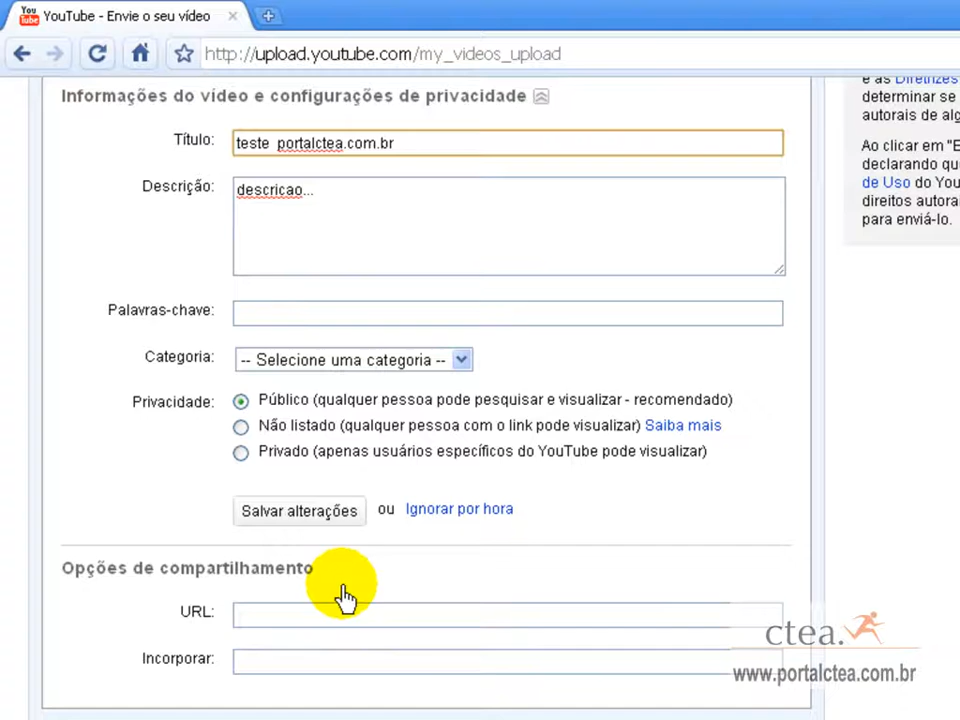 You
Tube
YouTube - Envie o seu vídeo
http://upload.youtube.com/my_videos_upload
Informações do vídeo e configurações de privacidade
Título: teste portalctea.com.br
Descrição: descricao...
Palavras-chave:
Categoria: -- Selecione uma categoria --
Privacidade: Público (qualquer pessoa pode pesquisar e visualizar - recomendado)
Não listado (qualquer pessoa com o link pode visualizar) Saiba mais
Privado (apenas usuários específicos do YouTube pode visualizar)
Salvar alterações ou Ignorar por hora
Opções de compartilhamento
URL:
Incorporar:
e as Diretrizes
determinar se
autorais de alg
Ao clicar em "E
declarando qu
de Uso do You
direitos autora
para enviá-lo.
ctea.
www.portalctea.com.br